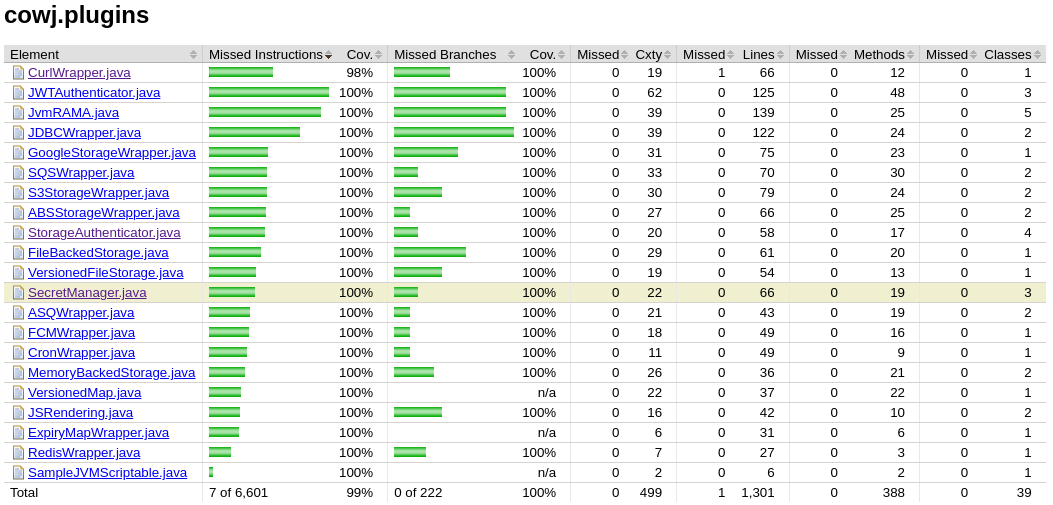 cowj.plugins
Element Missed Instructions Cov. Missed Branches Cov. Missed Cxty Missed Lines Missed Methods Missed Classes
CurlWrapper.java 98% 100% 0 19 1 66 0 12 0 1
JWTAuthenticator.java 100% 100% 0 62 0 125 0 48 0 3
JvmRAMA.java 100% 100% 0 39 0 139 0 25 0 5
JDBCWrapper.java 100% 100% 0 39 0 122 0 24 0 2
GoogleStorageWrapper.java 100% 100% 0 31 0 75 0 23 0 1
SQSWrapper.java 100% 100% 0 33 0 70 0 30 0 2
S3StorageWrapper.java 100% 100% 0 30 0 79 0 24 0 2
ABSStorageWrapper.java 100% 100% 0 27 0 66 0 25 0 2
StorageAuthenticator.java 100% 100% 0 20 0 58 0 17 0 4
FileBackedStorage.java 100% 100% 0 29 0 61 0 20 0 1
VersionedFileStorage.java 100% 100% 0 19 0 54 0 13 0 1
SecretManager.java 100% 100% 0 22 0 66 0 19 0 3
ASQWrapper.java 100% 100% 0 21 0 43 0 19 0 2
FCMWrapper.java 100% 100% 0 18 0 49 0 16 0 1
CronWrapper.java 100% 100% 0 11 0 49 0 9 0 1
MemoryBackedStorage.java 100% 100% 0 26 0 36 0 21 0 2
VersionedMap.java 100% n/a 0 22 0 37 0 22 0 1
JSRendering.java 100% 100% 0 16 0 42 0 10 0 2
ExpiryMapWrapper.java 100% n/a 0 6 0 31 0 6 0 1
RedisWrapper.java 100% 100% 0 7 0 27 0 3 0 1
SampleJVMScriptable.java 100% n/a 0 2 0 6 0 2 0 1
Total 7 of 6,601 99% 0 of 222 100% 0 499 1 1,301 0 388 0 39